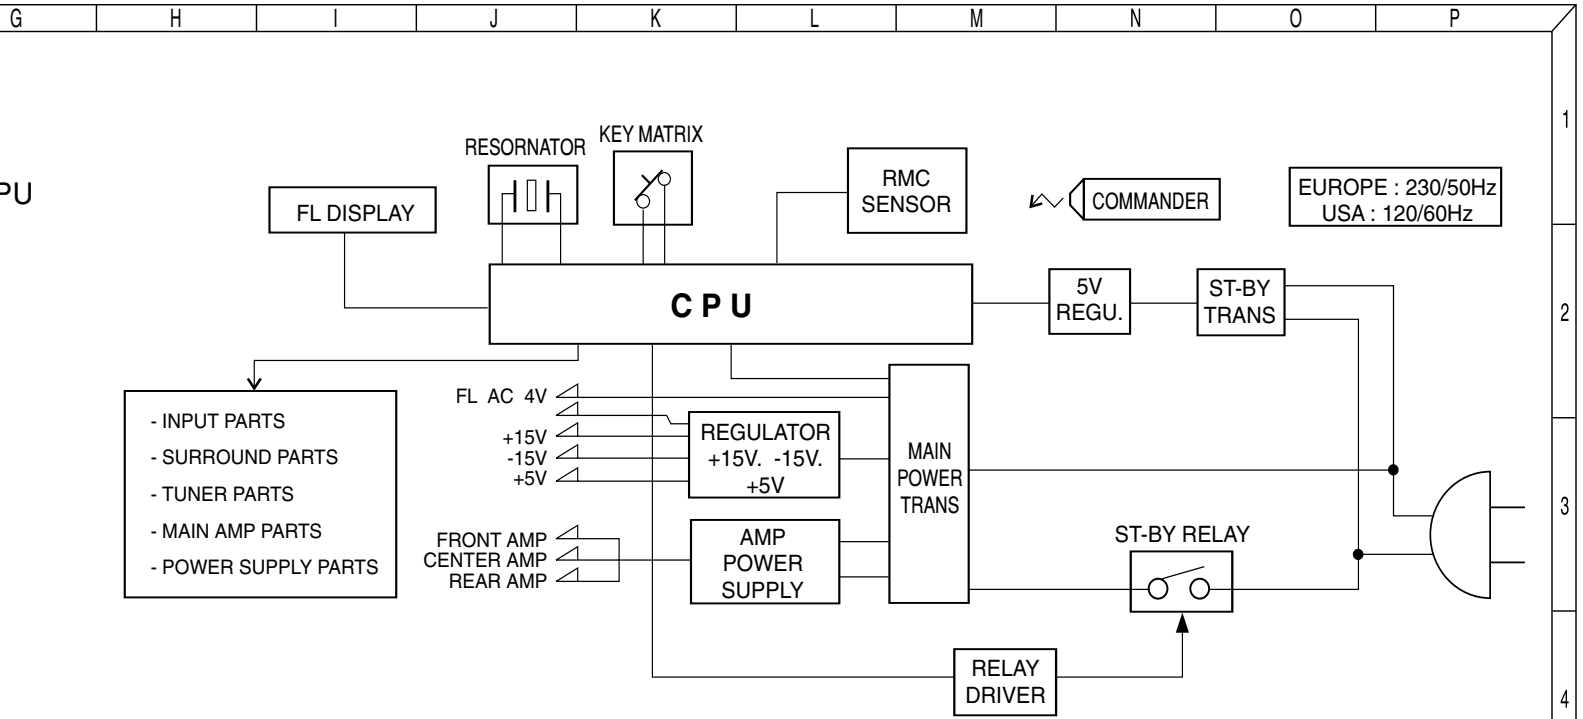 G H I J K L M N O P
1
KEY MATRIX
RESORNATOR
RMC
SENSOR
COMMANDER
EUROPE : 230/50Hz
USA : 120/60Hz
PU
FL DISPLAY
CPU
5V
REGU.
ST-BY
TRANS
2
FL AC 4V
+15V
-15V
+5V
REGULATOR
+15V. -15V.
+5V
MAIN
POWER
TRANS
- INPUT PARTS
- SURROUND PARTS
- TUNER PARTS
- MAIN AMP PARTS
- POWER SUPPLY PARTS
3
FRONT AMP
CENTER AMP
REAR AMP
AMP
POWER
SUPPLY
ST-BY RELAY
RELAY
DRIVER
4